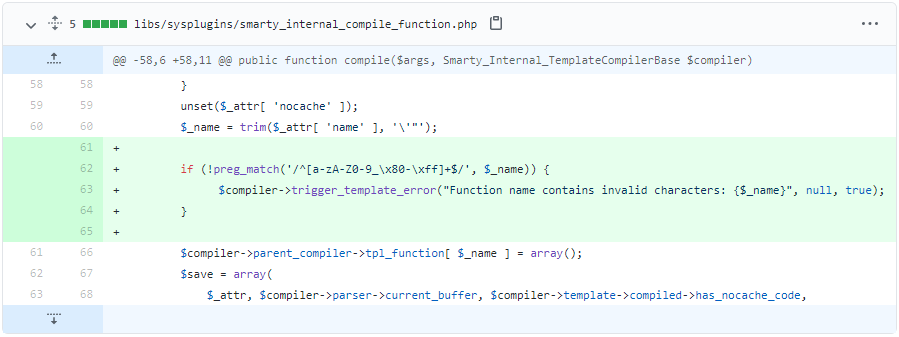 5 libs/sysplugins/smarty_internal_compile_function.php
@@ -58,6 +58,11 @@ public function compile($args, Smarty_Internal_TemplateCompilerBase $compiler)
58 58 }
59 59 unset($_attr[ 'nocache' ]);
60 60 $_name = trim($_attr[ 'name' ], '\'"');
61 +
62 + if (!preg_match('/^[a-zA-Z0-9_\x80-\xff]+$/', $_name)) {
63 + $compiler->trigger_template_error("Function name contains invalid characters: {$_name}", null, true);
64 + }
65 +
61 66 $compiler->parent_compiler->tpl_function[ $_name ] = array();
62 67 $save = array(
63 68 $_attr, $compiler->parser->current_buffer, $compiler->template->compiled->has_nocache_code,